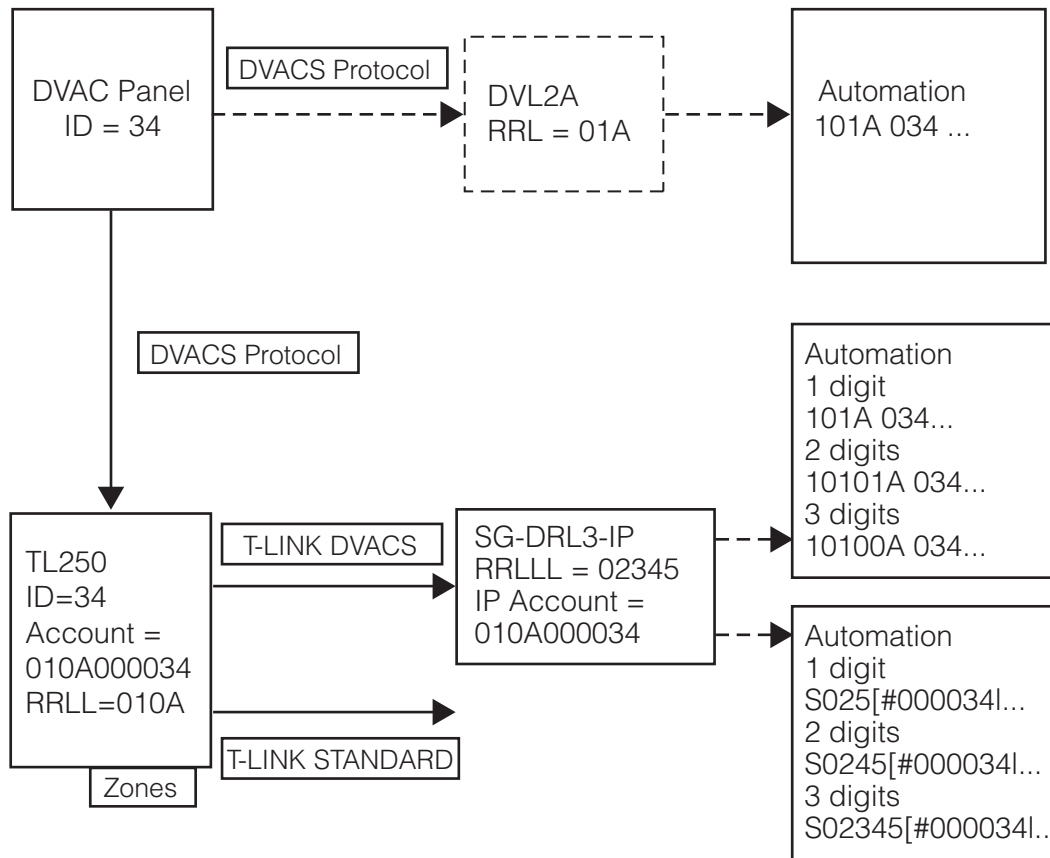 DVAC Panel
ID = 34
DVACS Protocol
DVL2A
RRL = 01A
Automation
101A 034 ...
DVACS Protocol
Automation
1 digit
101A 034...
2 digits
10101A 034...
3 digits
10100A 034...
TL250
ID=34
Account =
010A000034
RRLL=010A
Zones
T-LINK DVACS
T-LINK STANDARD
SG-DRL3-IP
RRLLL = 02345
IP Account =
010A000034
Automation
1 digit
S025[#000034l...
2 digits
S0245[#000034l...
3 digits
S02345[#000034l..